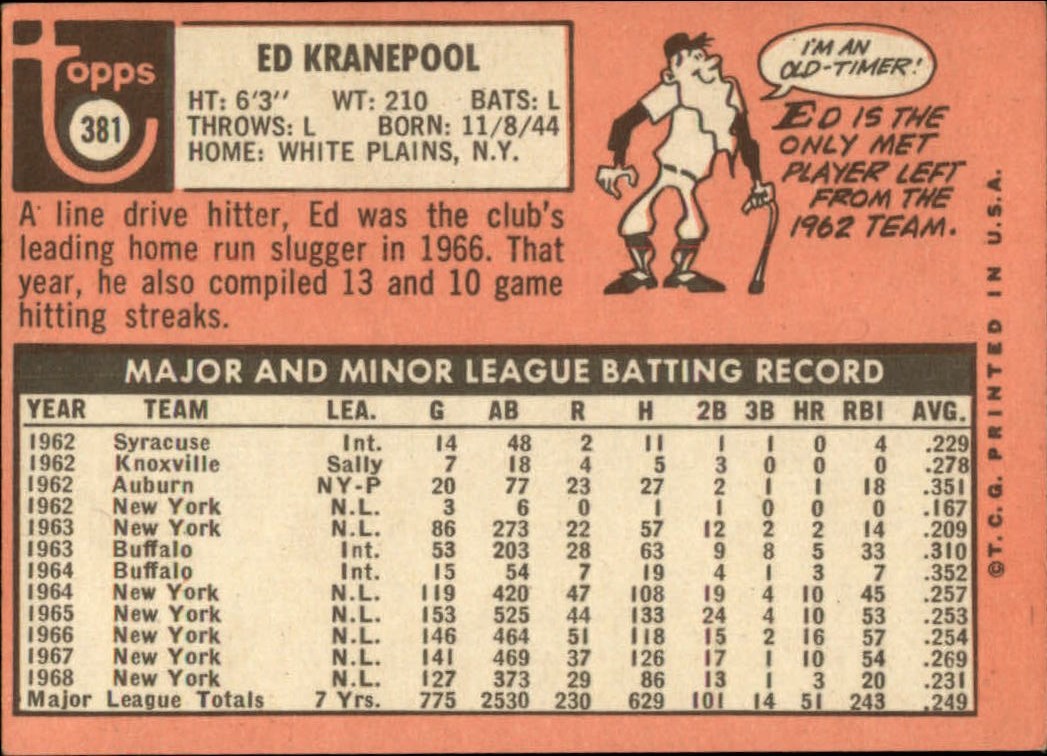 Topps
381
ED KRANEPOOL
HT: 6'3" WT: 210 BATS: L
THROWS: L BORN: 11/8/44
HOME: WHITE PLAINS, N.Y.
A line drive hitter, Ed was the club's
leading home run slugger in 1966. That
year, he also compiled 13 and 10 game
hitting streaks.
I'M AN
OLD-TIMER!
ED IS THE
ONLY MET
PLAYER LEFT
FROM THE
1962 TEAM.
MAJOR AND MINOR LEAGUE BATTING RECORD
YEAR TEAM LEA. G AB R H 2B 3B HR RBI AVG.
1962 Syracuse Int. 14 48 2 11 1 1 0 4 .229
1962 Knoxville Sally 7 18 4 5 3 0 0 0 .278
1962 Auburn NY-P 20 77 23 27 2 1 1 18 .351
1962 New York N.L. 3 6 0 1 1 0 0 0 .167
1963 New York N.L. 86 273 22 57 12 2 2 14 .209
1963 Buffalo Int. 53 203 28 63 9 8 5 33 .310
1964 Buffalo Int. 15 54 7 19 4 1 3 7 .352
1964 New York N.L. 119 420 47 108 19 4 10 45 .257
1965 New York N.L. 153 525 44 133 24 4 10 53 .253
1966 New York N.L. 146 464 51 118 15 2 16 57 .254
1967 New York N.L. 141 469 37 126 17 1 10 54 .269
1968 New York N.L. 127 373 29 86 13 1 3 20 .231
Major League Totals 7 Yrs. 775 2530 230 629 101 14 51 243 .249
©T. C. G. PRINTED IN U.S.A.